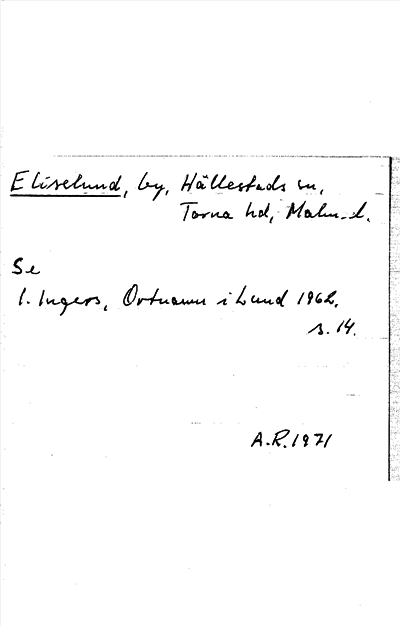 Eliselund, by, Hällestads sn,
Torna hd, Malm. l.
Se
I. Ingers, Ortnamn i Lund 1962,
s. 14.
A.R. 1971